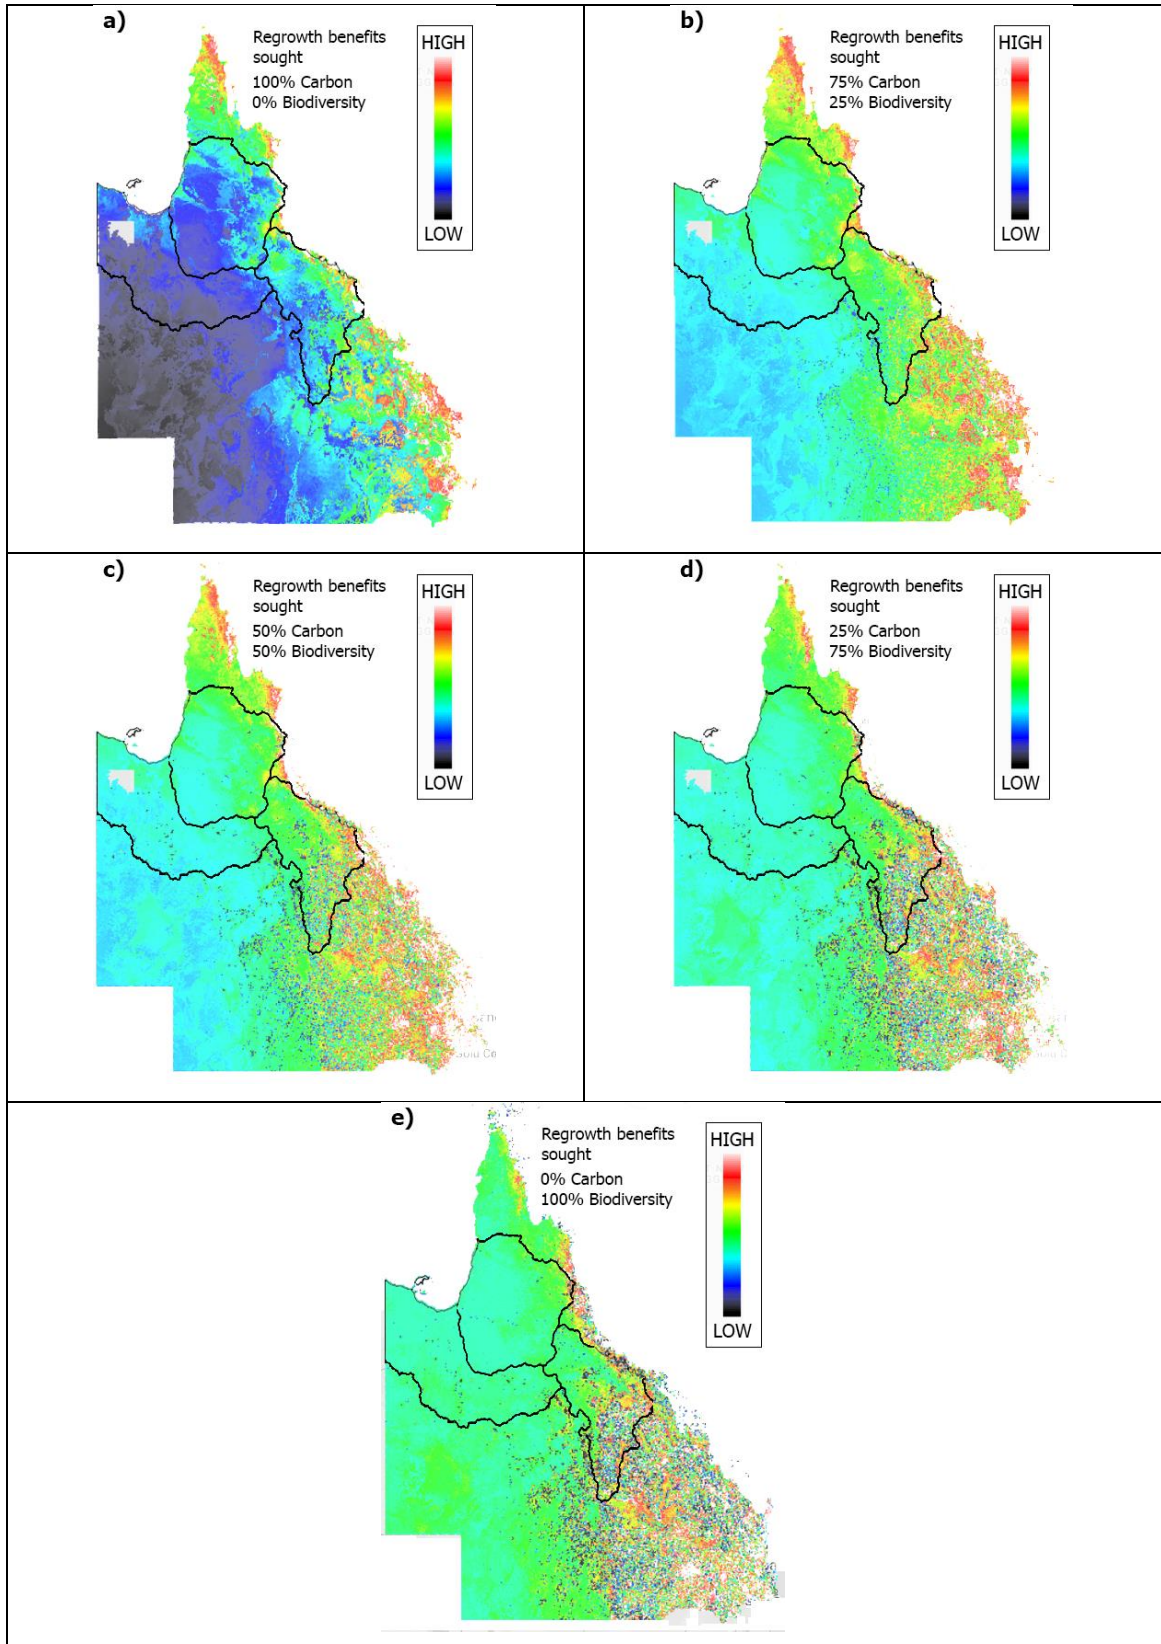 a)
Regrowth benefits
sought
100% Carbon
0% Biodiversity
HIGH
LOW
b)
Regrowth benefits
sought
75% Carbon
25% Biodiversity
HIGH
LOW
c)
Regrowth benefits
sought
50% Carbon
50% Biodiversity
HIGH
LOW
d)
Regrowth benefits
sought
25% Carbon
75% Biodiversity
HIGH
LOW
e)
Regrowth benefits
sought
0% Carbon
100% Biodiversity
HIGH
LOW